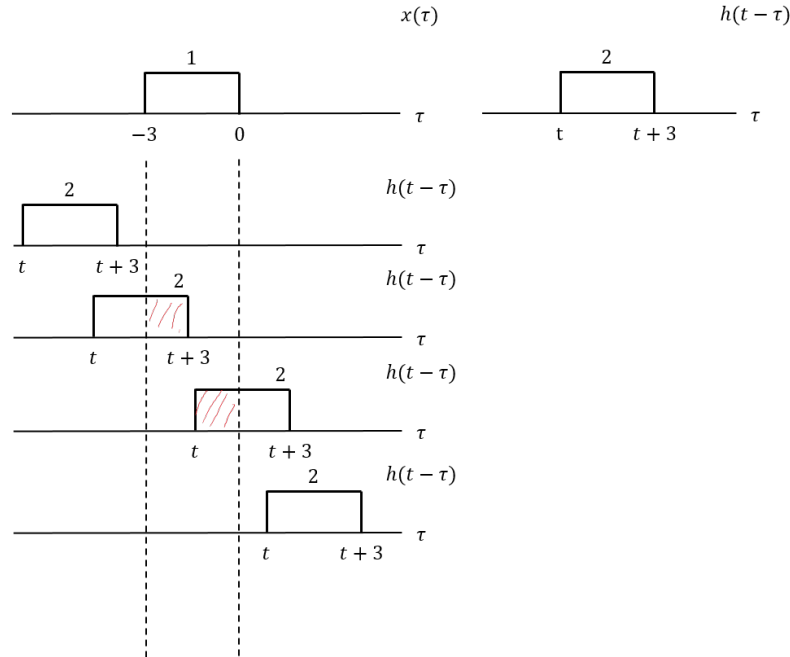 x(τ)
h(t − τ)
1
2
τ
τ
−3
0
t
t + 3
2
h(t − τ)
τ
t
t + 3
2
h(t − τ)
τ
t
t + 3
2
h(t − τ)
τ
t
t + 3
2
h(t − τ)
τ
t
t + 3